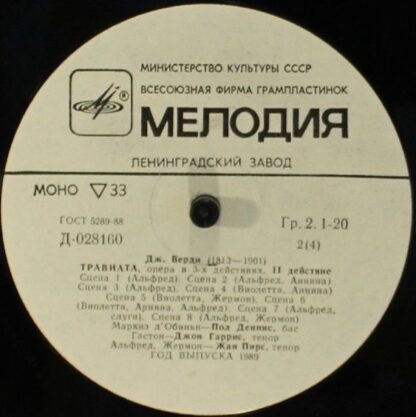 МИНИСТЕРСТВО КУЛЬТУРЫ СССР
ВСЕСОЮЗНАЯ ФИРМА ГРАМПЛАСТИНОК
МЕЛОДИЯ
ЛЕНИНГРАДСКИЙ ЗАВОД
МОНО ▽ 33
ГОСТ 5289-88
Гр. 2. 1-20
Д-028160
2(4)
Дж. Верди (1813—1901)
ТРАВИАТА, опера в 3-х действиях. II действие
Сцена 1 (Альфред). Сцена 2 (Альфред, Аннина)
Сцена 3 (Альфред). Сцена 4 (Виолетта, Аннина)
Сцена 5 (Виолетта, Жермон). Сцена 6
(Виолетта, Аннина, Альфред). Сцена 7 (Альфред,
слуги). Сцена 8 (Альфред, Жермон)
Маркиз д'Обиньи—Пол Деннис, бас
Гастон—Джон Гаррис, тенор
Альфред, Жермон—Жан Пирс, тенор
ГОД ВЫПУСКА 1989